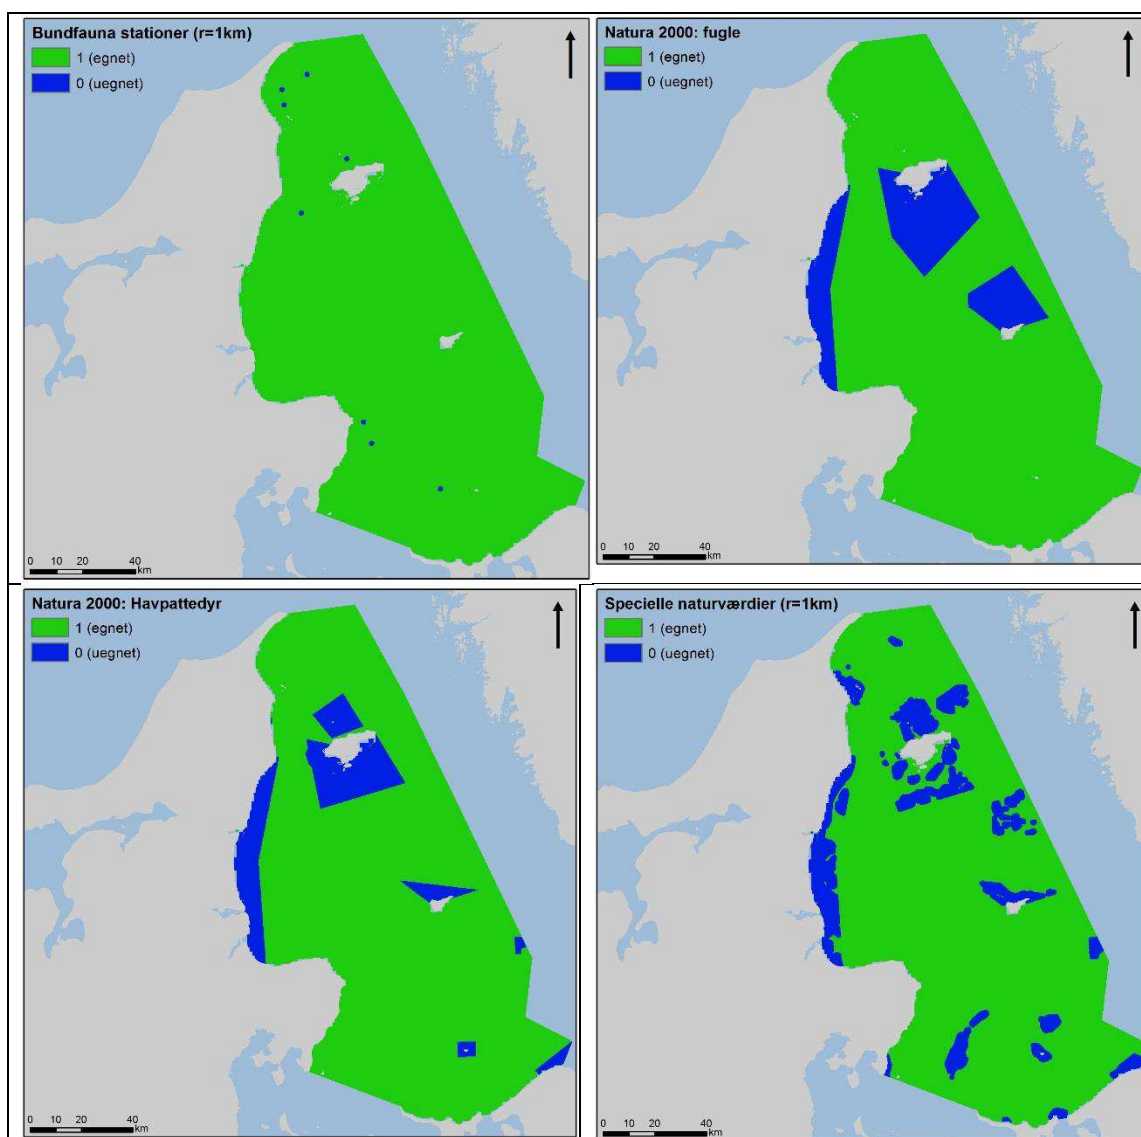 Bundfauna stationer (r=1km)
1 (egnet)
0 (uegnet)
0 10 20 40
km
Natura 2000: fugle
1 (egnet)
0 (uegnet)
0 10 20 40
km
Natura 2000: Havpattedyr
1 (egnet)
0 (uegnet)
0 10 20 40
km
Specielle naturværdier (r=1km)
1 (egnet)
0 (uegnet)
0 10 20 40
km